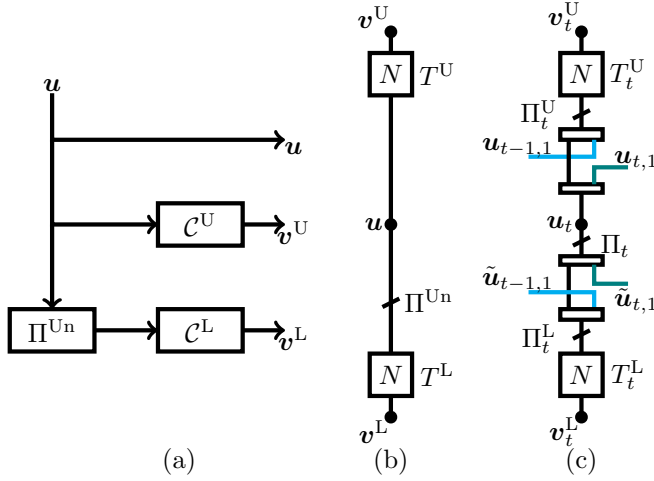 u
u
C^U
v^U
Π^Un
C^L
v^L
(a)
v^U
N T^U
u
Π^Un
N T^L
v^L
(b)
v_t^U
N T_t^U
Π_t^U
u_{t−1,1}
u_{t,1}
u_t
Π_t
ũ_{t−1,1}
ũ_{t,1}
Π_t^L
N T_t^L
v_t^L
(c)